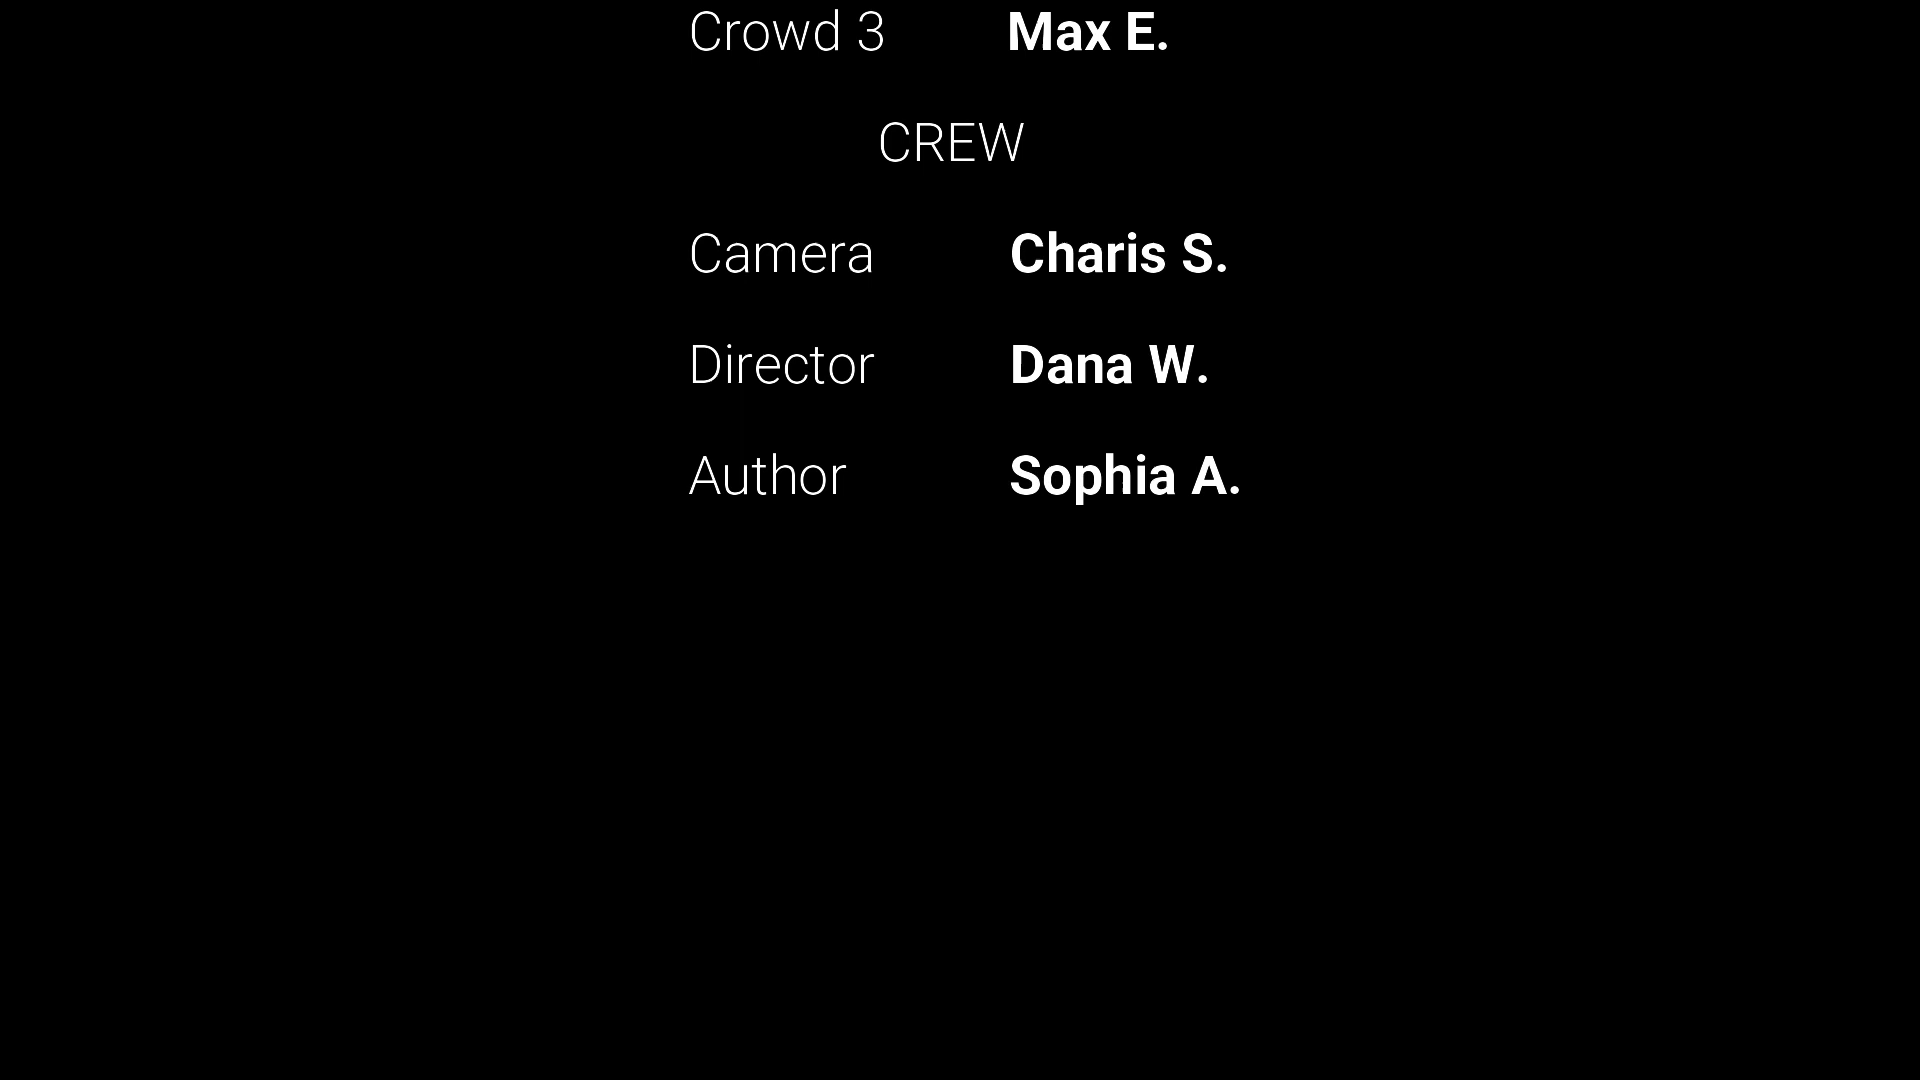 Crowd 3 Max E.
CREW
Camera Charis S.
Director Dana W.
Author Sophia A.